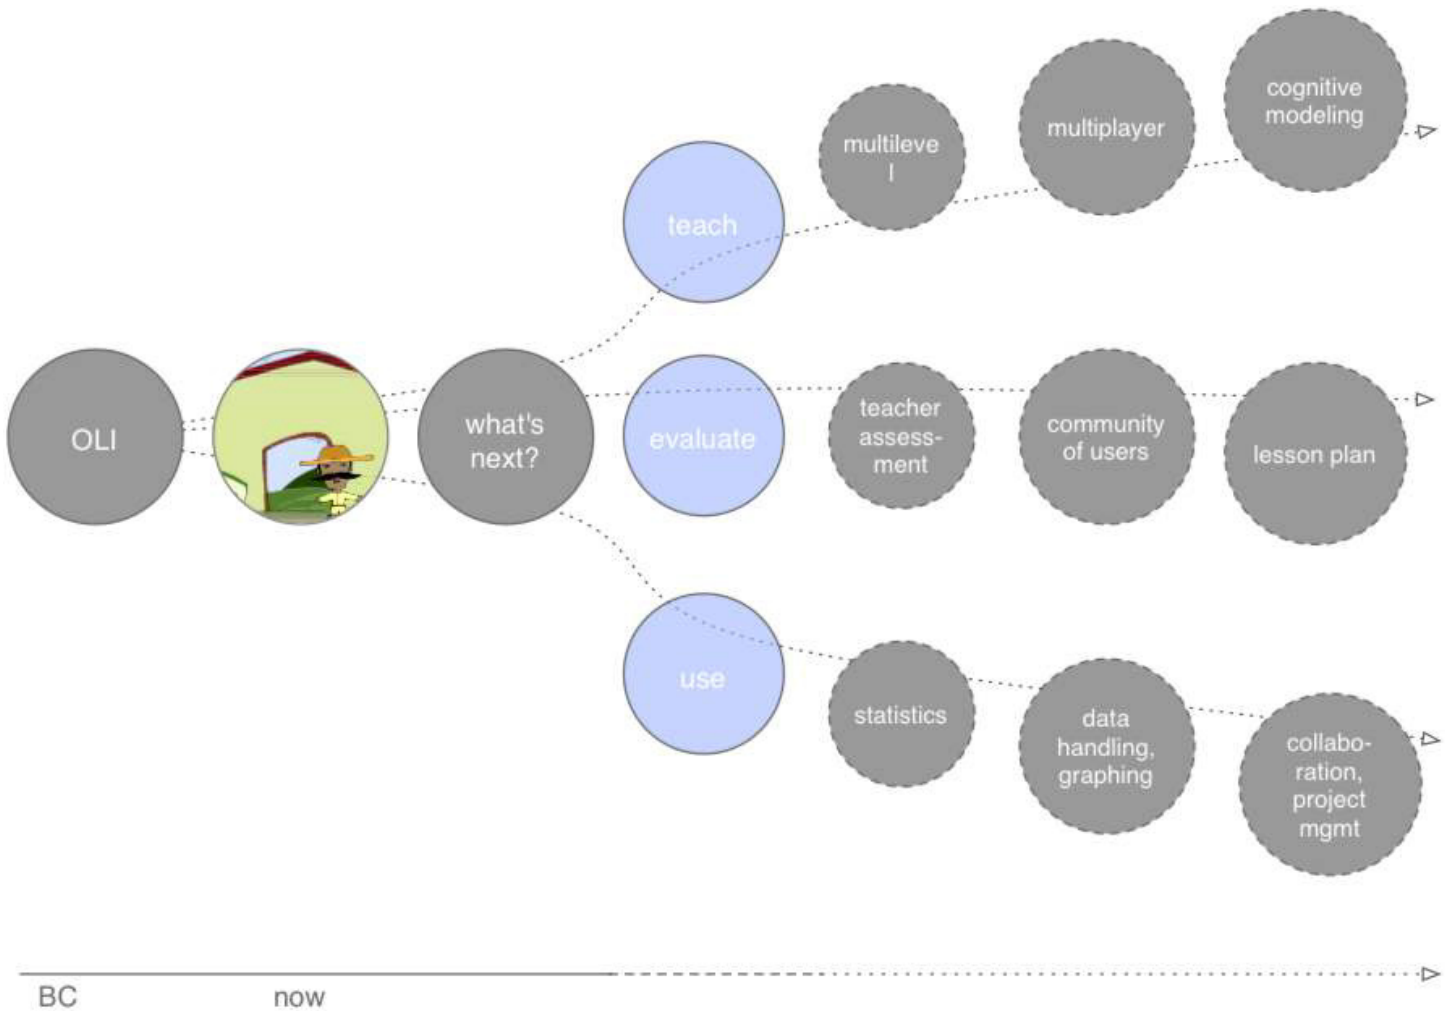 OLI
what's
next?
teach
multileve
l
multiplayer
cognitive
modeling
evaluate
teacher
assess-
ment
community
of users
lesson plan
use
statistics
data
handling,
graphing
collabo-
ration,
project
mgmt
BC
now